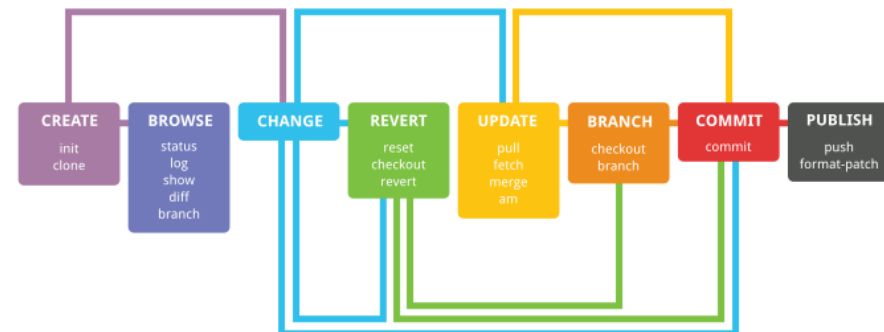 CREATE
init
clone
BROWSE
status
log
show
diff
branch
CHANGE
REVERT
reset
checkout
revert
UPDATE
pull
fetch
merge
am
BRANCH
checkout
branch
COMMIT
commit
PUBLISH
push
format-patch